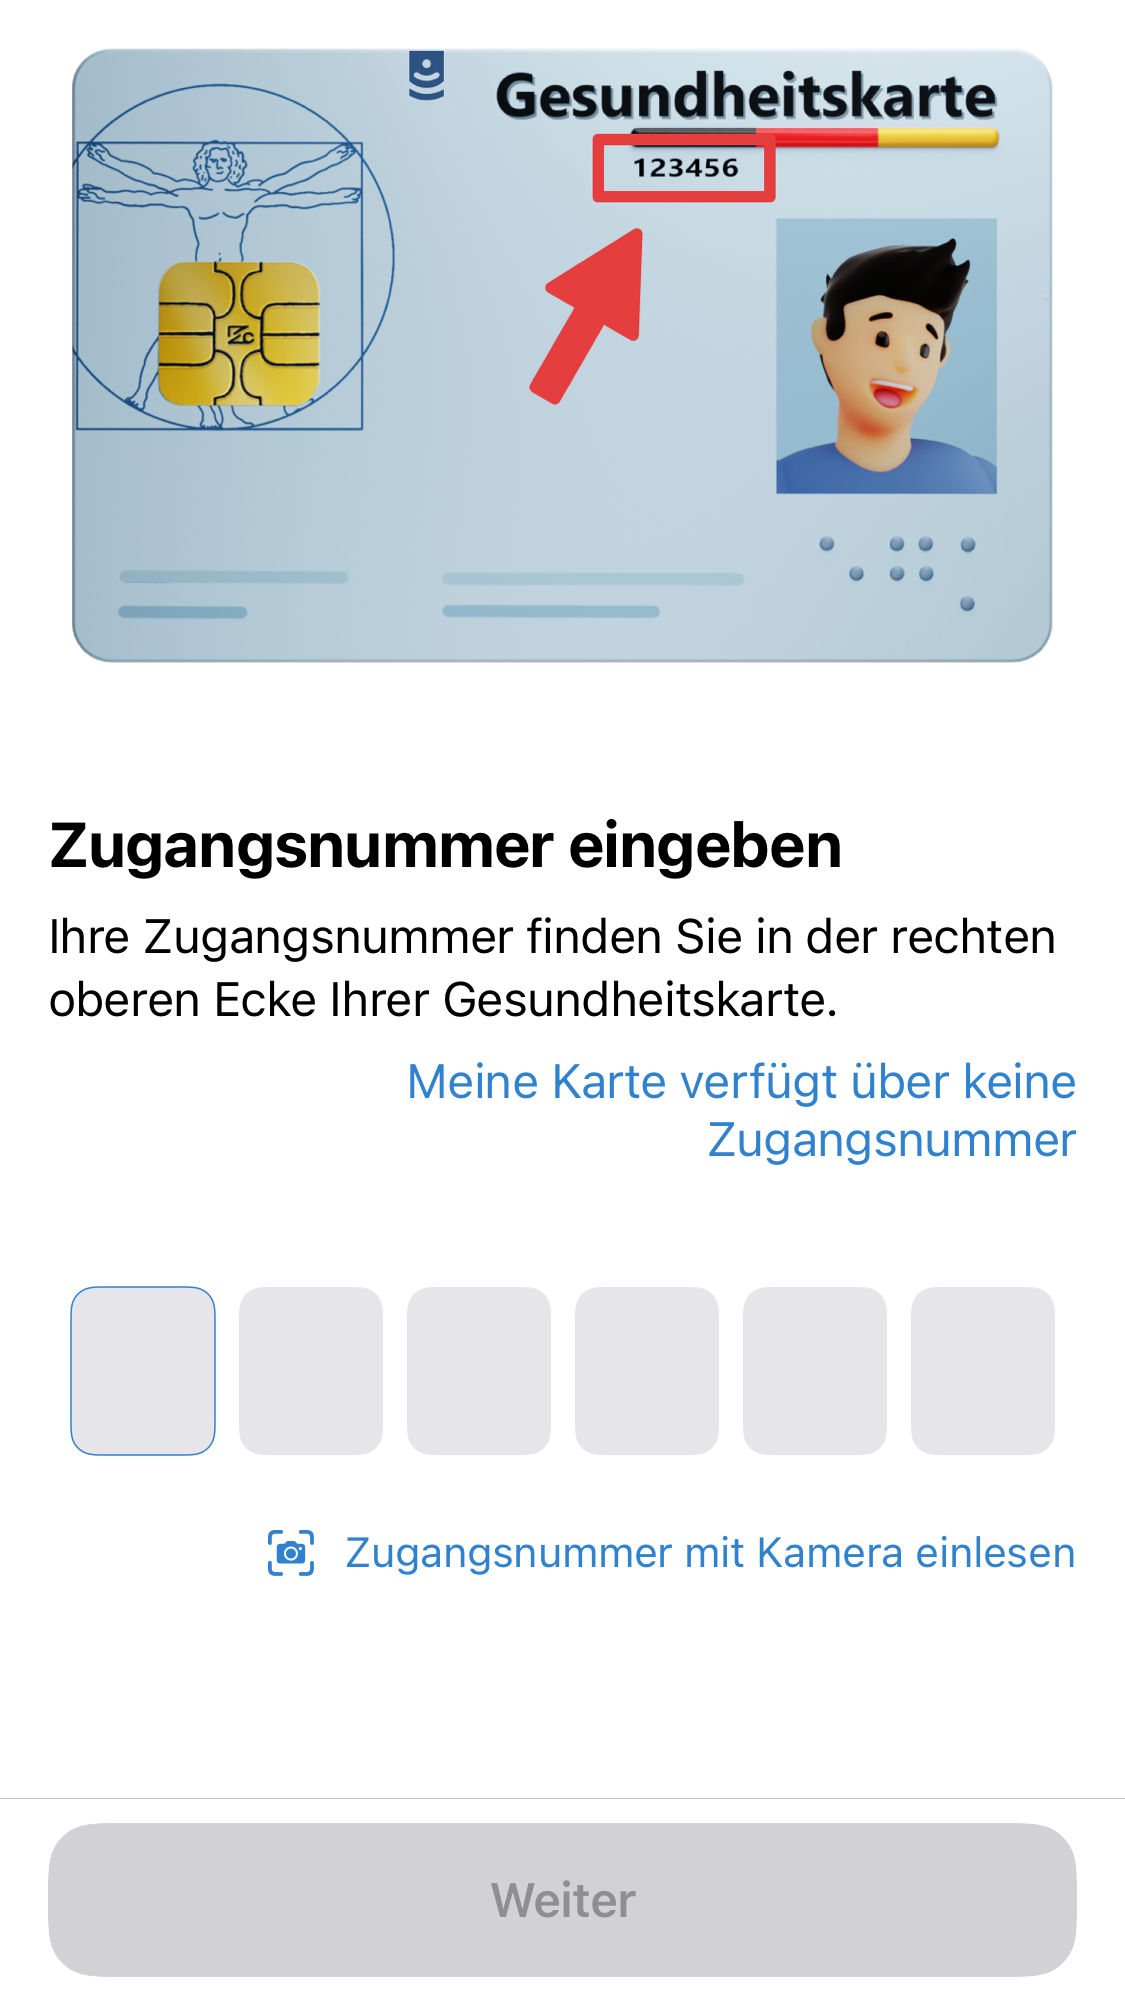 Gesundheitskarte
123456
Zugangsnummer eingeben
Ihre Zugangsnummer finden Sie in der rechten
oberen Ecke Ihrer Gesundheitskarte.
Meine Karte verfügt über keine
Zugangsnummer
Zugangsnummer mit Kamera einlesen
Weiter